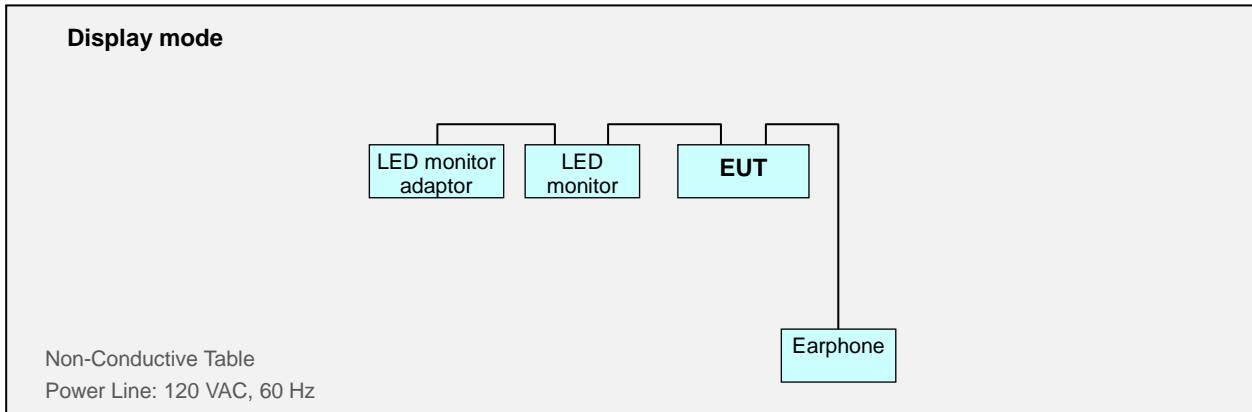 Display mode
LED monitor
adaptor
LED
monitor
EUT
Earphone
Non-Conductive Table
Power Line: 120 VAC, 60 Hz